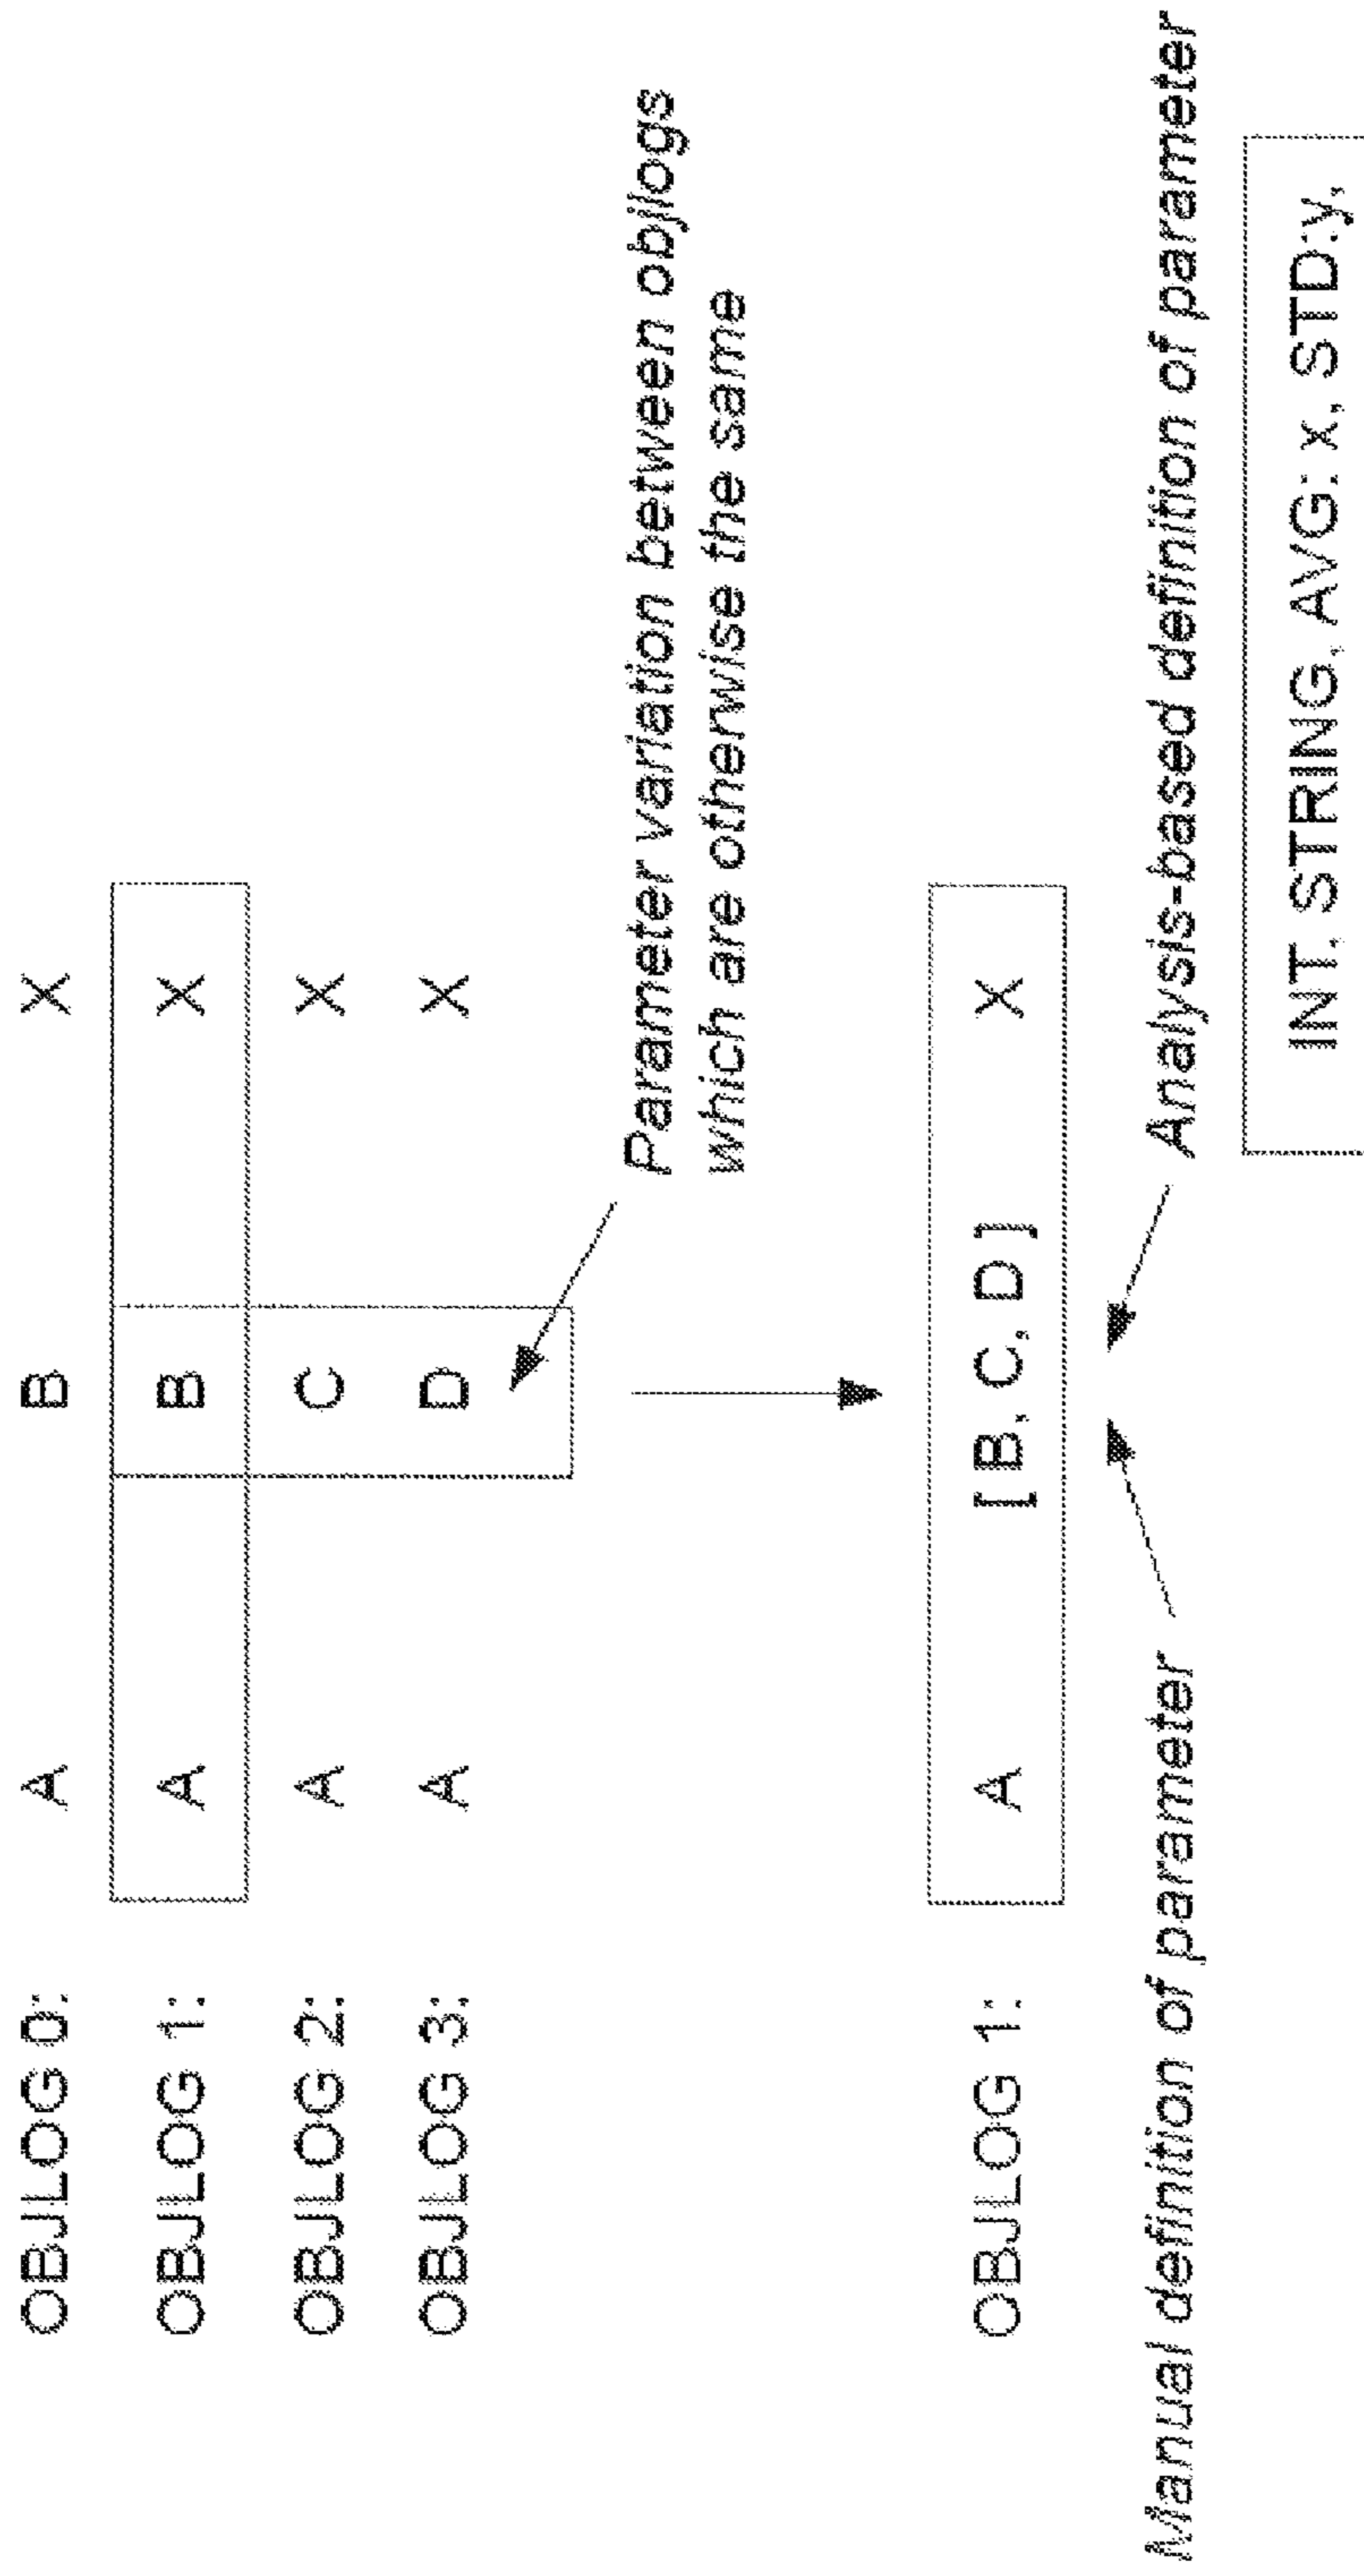 OBJLOG 0: A B X
OBJLOG 1: A B X
OBJLOG 2: A C X
OBJLOG 3: A D X
Parameter variation between objlogs
which are otherwise the same
OBJLOG 1: A [ B, C, D ] X
Manual definition of parameter
Analysis-based definition of parameter
INT, STRING, AVG: x, STD:y,